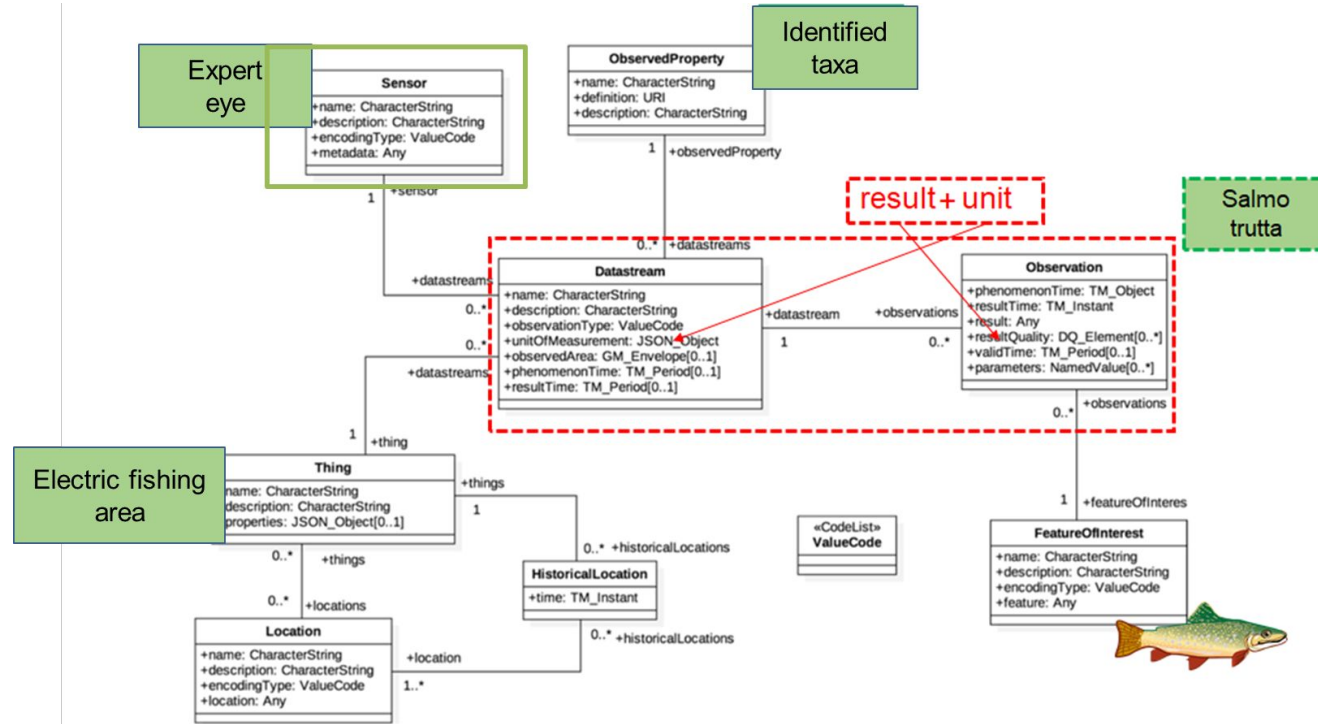 Expert
eye
Sensor
+name: CharacterString
+description: CharacterString
+encodingType: ValueCode
+metadata: Any
1
+sensor
ObservedProperty
+name: CharacterString
+definition: URI
+description: CharacterString
Identified
taxa
1
+observedProperty
result + unit
Salmo
trutta
0..*
+datastreams
+datastreams
0..*
Datastream
+name: CharacterString
+description: CharacterString
+observationType: ValueCode
+unitOfMeasurement: JSON_Object
+observedArea: GM_Envelope[0..1]
+phenomenonTime: TM_Period[0..1]
+resultTime: TM_Period[0..1]
+datastream
1
+observations
0..*
Observation
+phenomenonTime: TM_Object
+resultTime: TM_Instant
+result: Any
+resultQuality: DQ_Element[0..*]
+validTime: TM_Period[0..1]
+parameters: NamedValue[0..*]
0..*
+datastreams
1
+thing
0..*
+observations
Electric fishing
area
Thing
name: CharacterString
description: CharacterString
properties: JSON_Object[0..1]
+things
1
0..*
+things
0..*
+historicalLocations
HistoricalLocation
+time: TM_Instant
0..*
+historicalLocations
0..*
+locations
Location
+name: CharacterString
+description: CharacterString
+encodingType: ValueCode
+location: Any
+location
1..*
«CodeList»
ValueCode
1
+featureOfInteres
FeatureOfInterest
+name: CharacterString
+description: CharacterString
+encodingType: ValueCode
+feature: Any